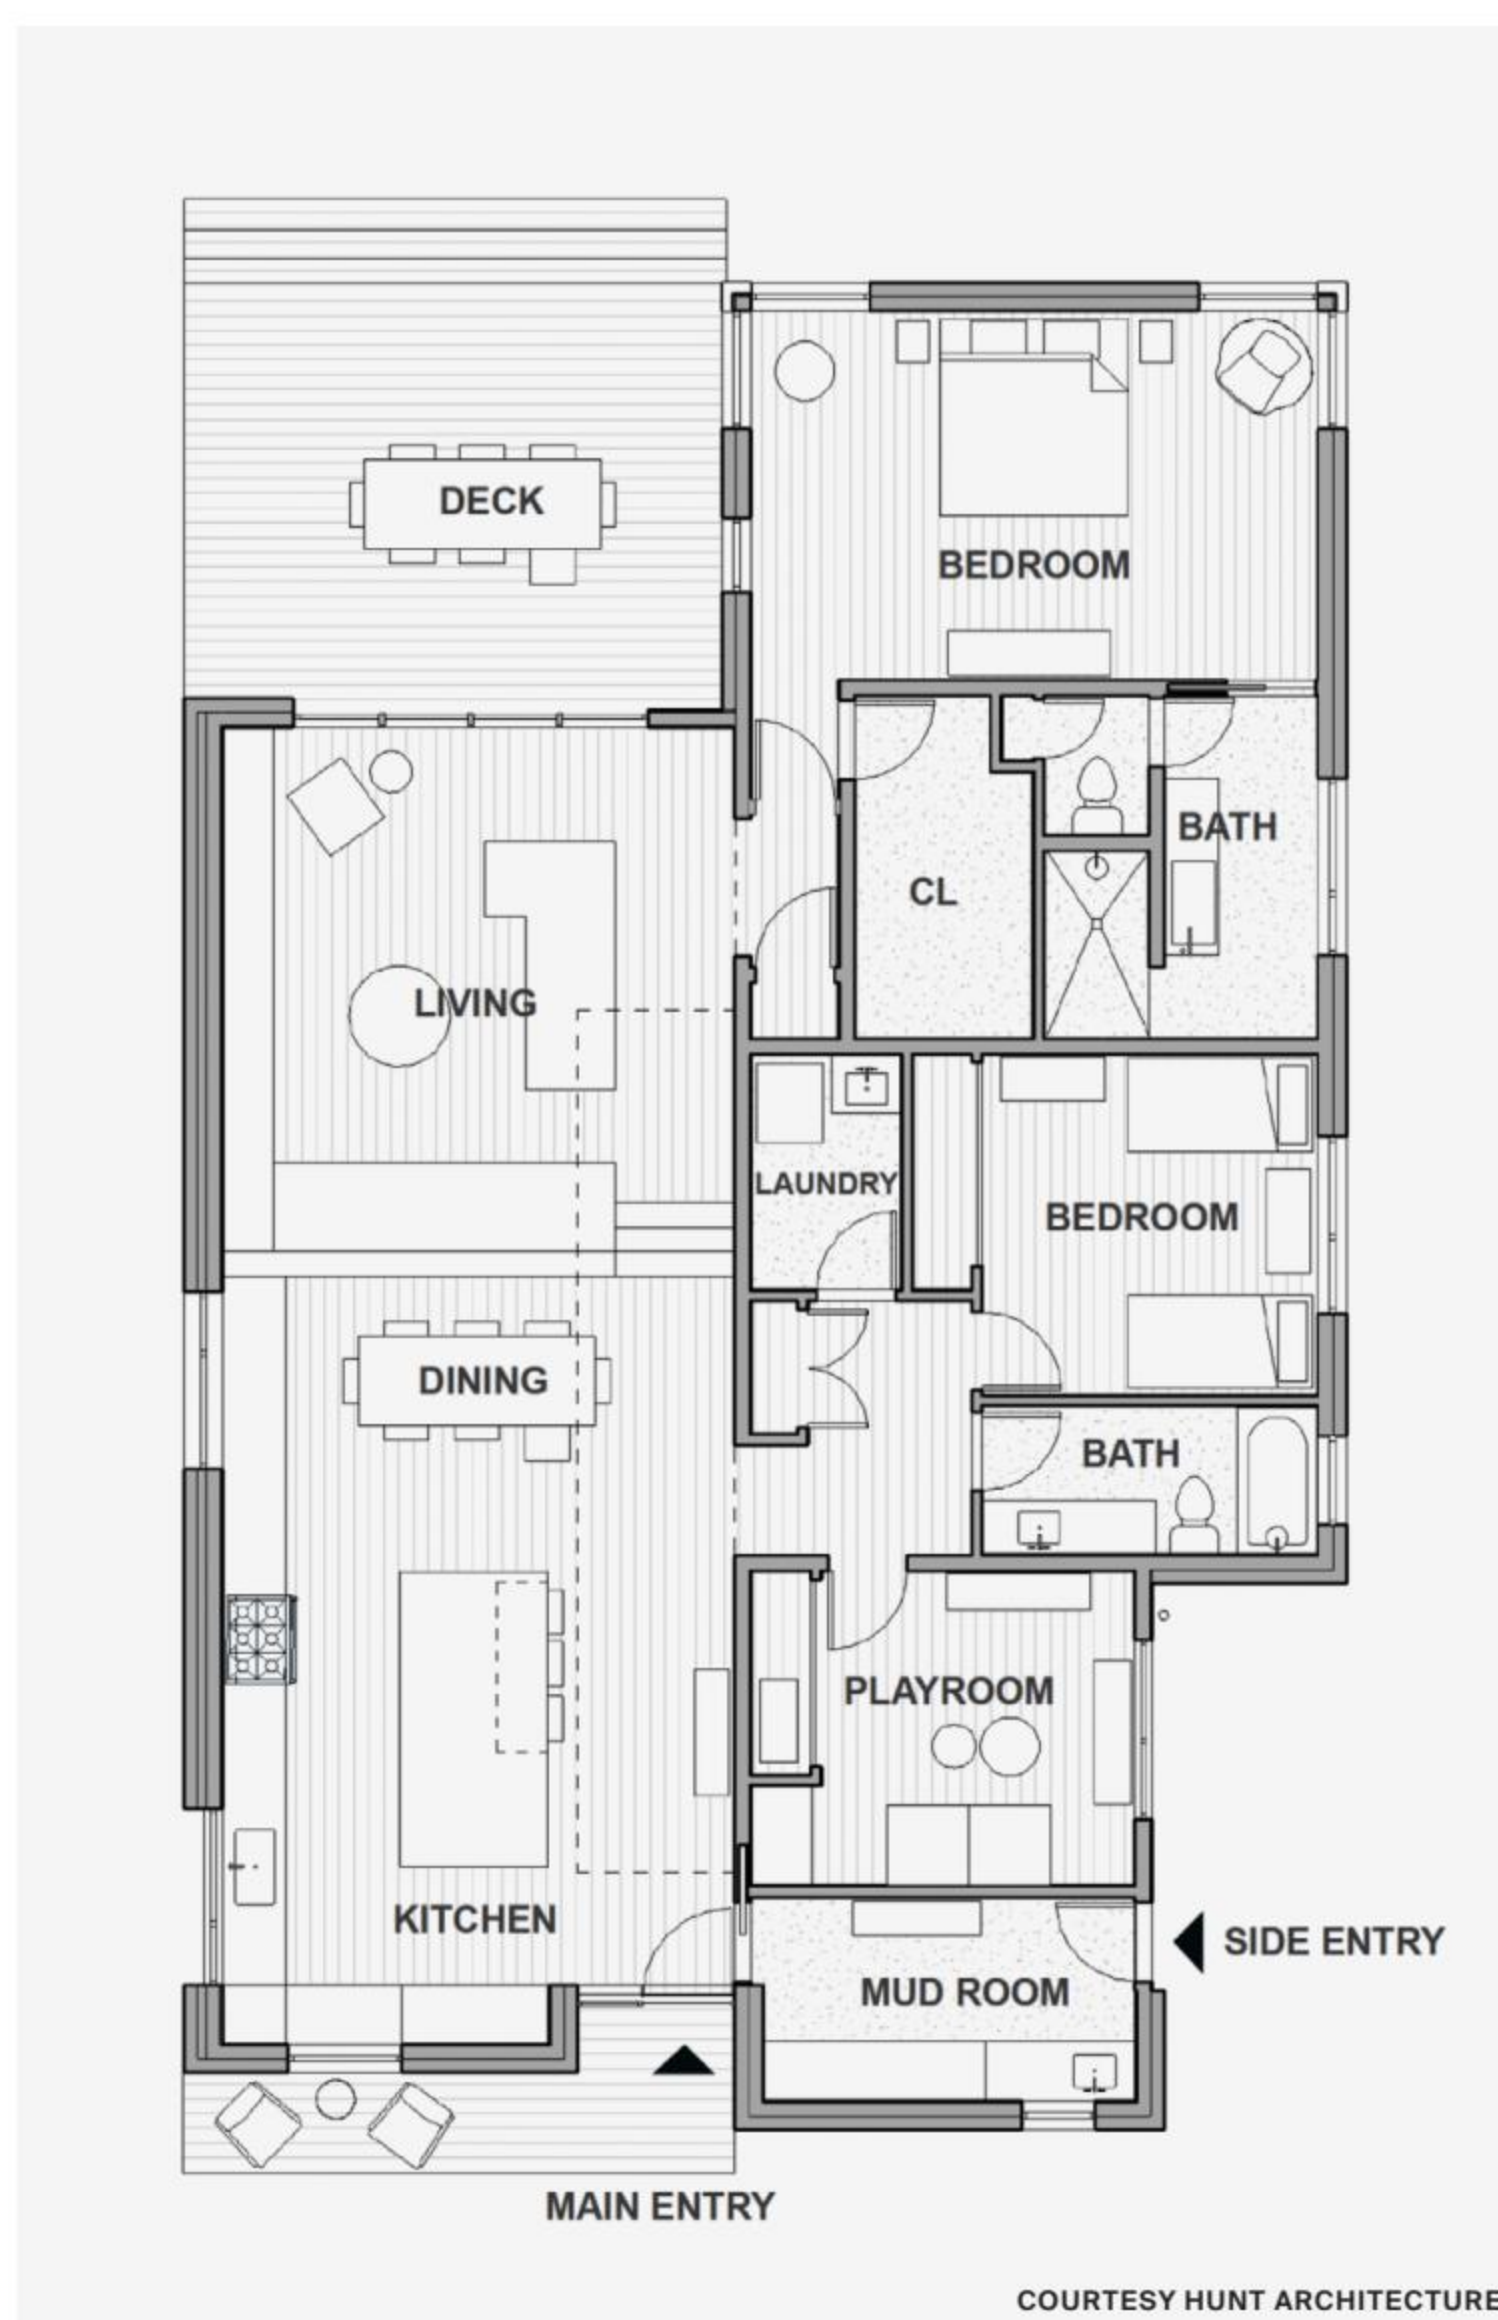 DECK
BEDROOM
BATH
CL
LIVING
LAUNDRY
BEDROOM
DINING
BATH
PLAYROOM
KITCHEN
SIDE ENTRY
MUD ROOM
MAIN ENTRY
COURTESY HUNT ARCHITECTURE